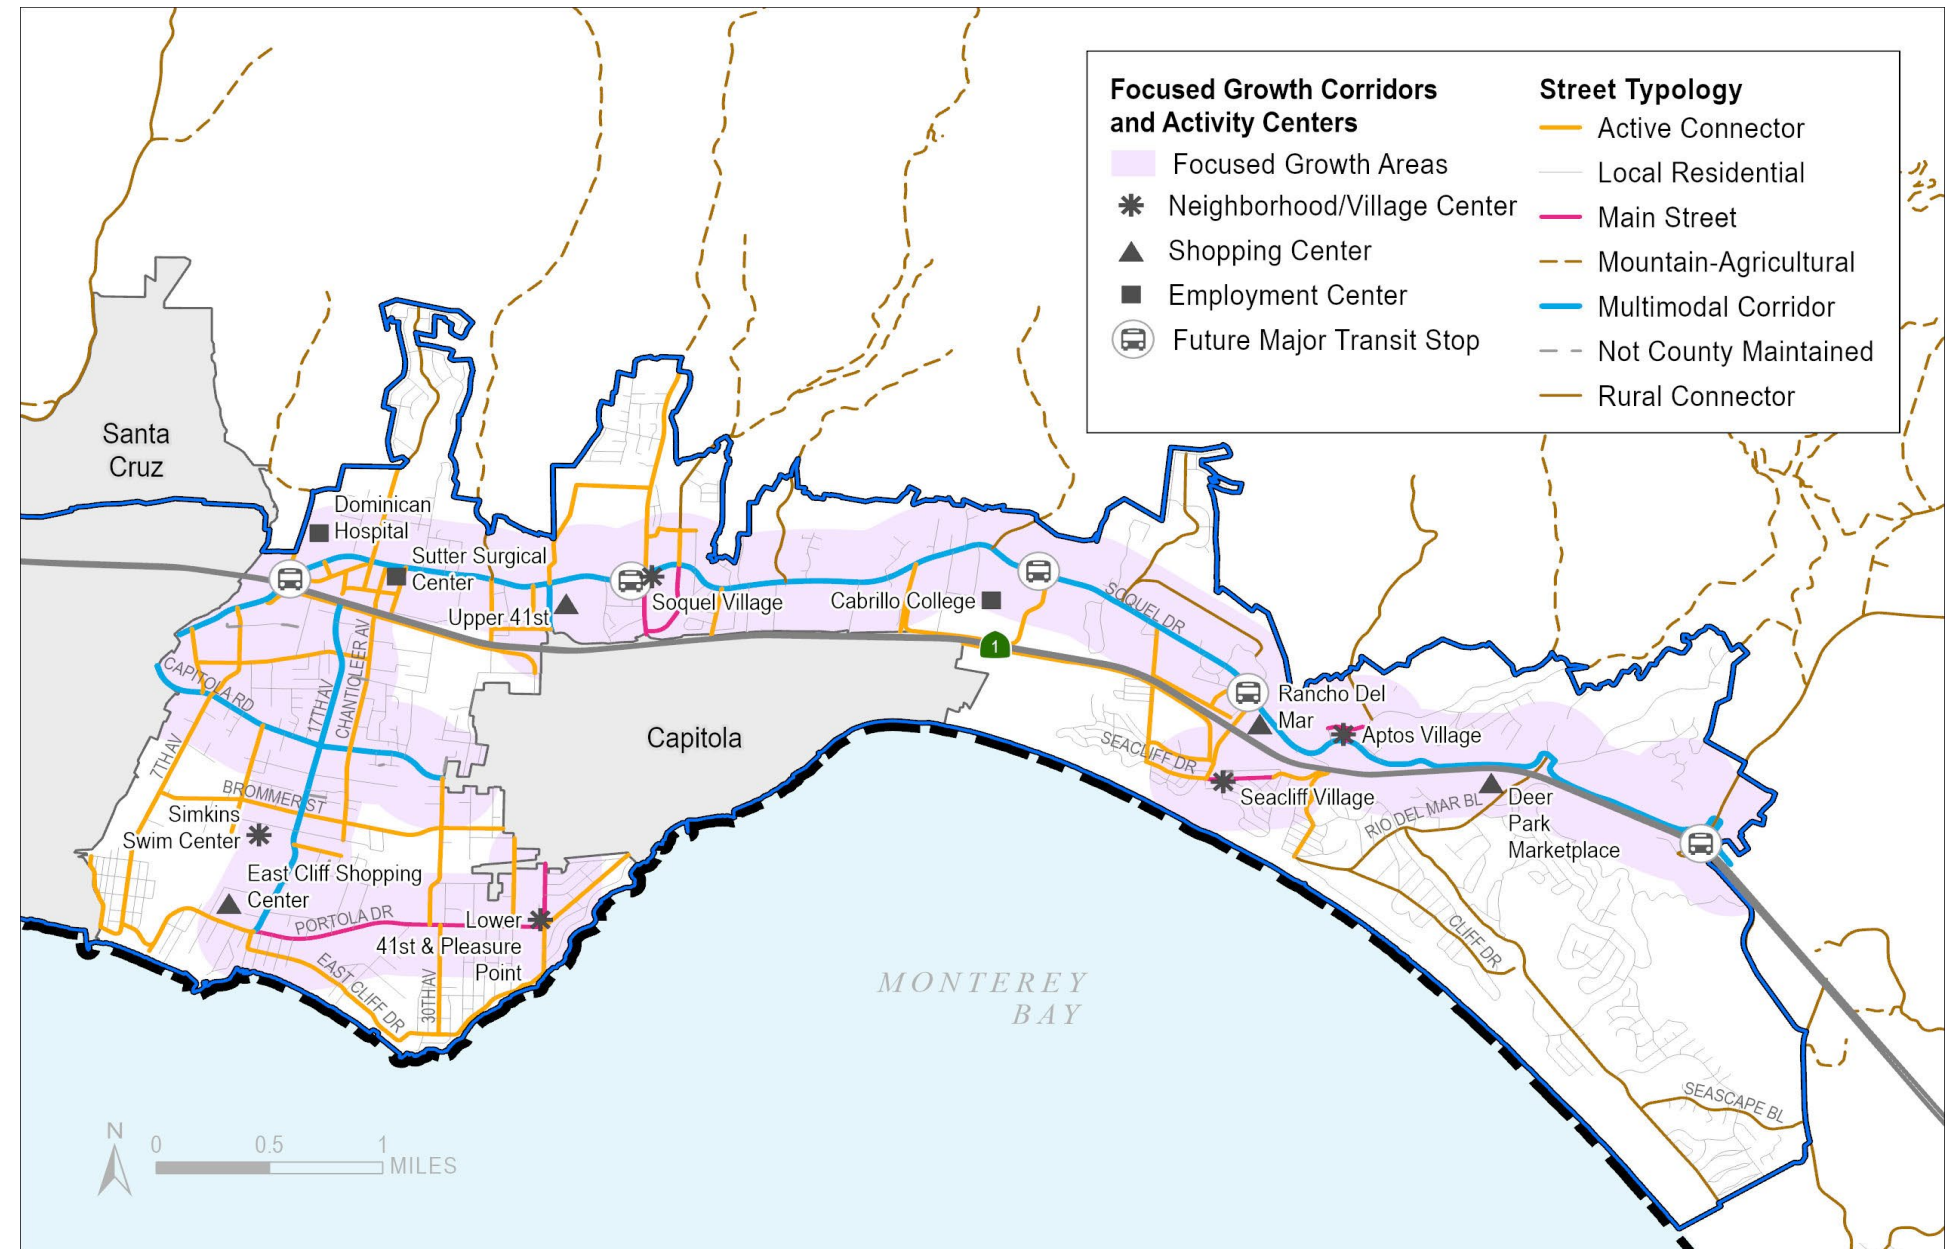 Focused Growth Corridors
and Activity Centers
Focused Growth Areas
Neighborhood/Village Center
Shopping Center
Employment Center
Future Major Transit Stop
Street Typology
Active Connector
Local Residential
Main Street
Mountain-Agricultural
Multimodal Corridor
Not County Maintained
Rural Connector
Santa
Cruz
Dominican
Hospital
Sutter Surgical
Center
Upper 41st
Soquel Village
Cabrillo College
1
SOQUEL DR
CAPITOLA RD
17TH AV
CHANTICLEER AV
7TH AV
Capitola
Rancho Del
Mar
Aptos Village
SEACLIFF DR
Seacliff Village
RIO DEL MAR BL
Deer
Park
Marketplace
BROMMER ST
Simkins
Swim Center
East Cliff Shopping
Center
PORTOLA DR
Lower
41st & Pleasure
Point
EAST CLIFF DR
30TH AV
CLIFF DR
MONTEREY
BAY
SEASCAPE BL
N
0 0.5 1
MILES